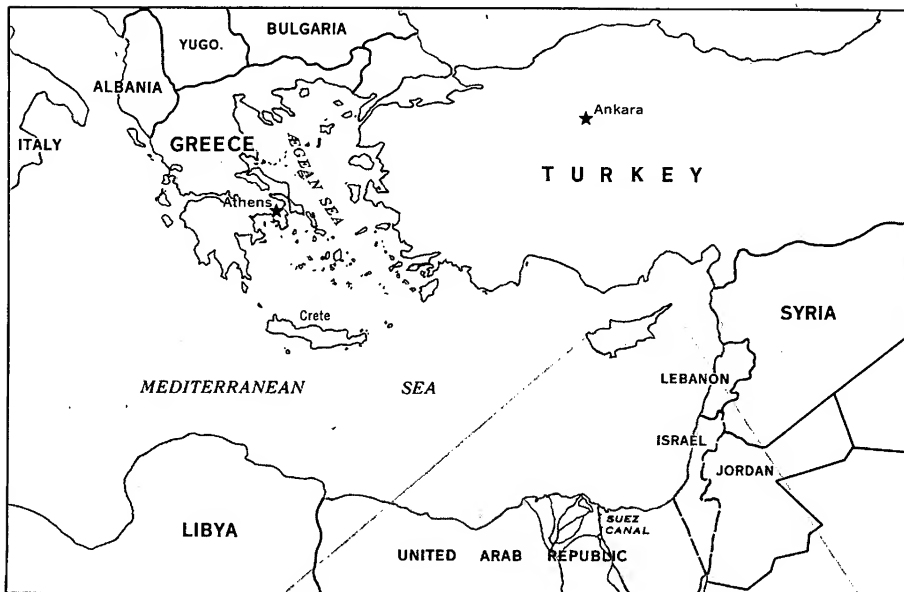 BULGARIA
YUGO.
ALBANIA
ITALY
GREECE
ÆGEAN SEA
Athens
Ankara
TURKEY
Crete
SYRIA
MEDITERRANEAN SEA
LEBANON
ISRAEL
JORDAN
SUEZ
CANAL
LIBYA
UNITED ARAB REPUBLIC